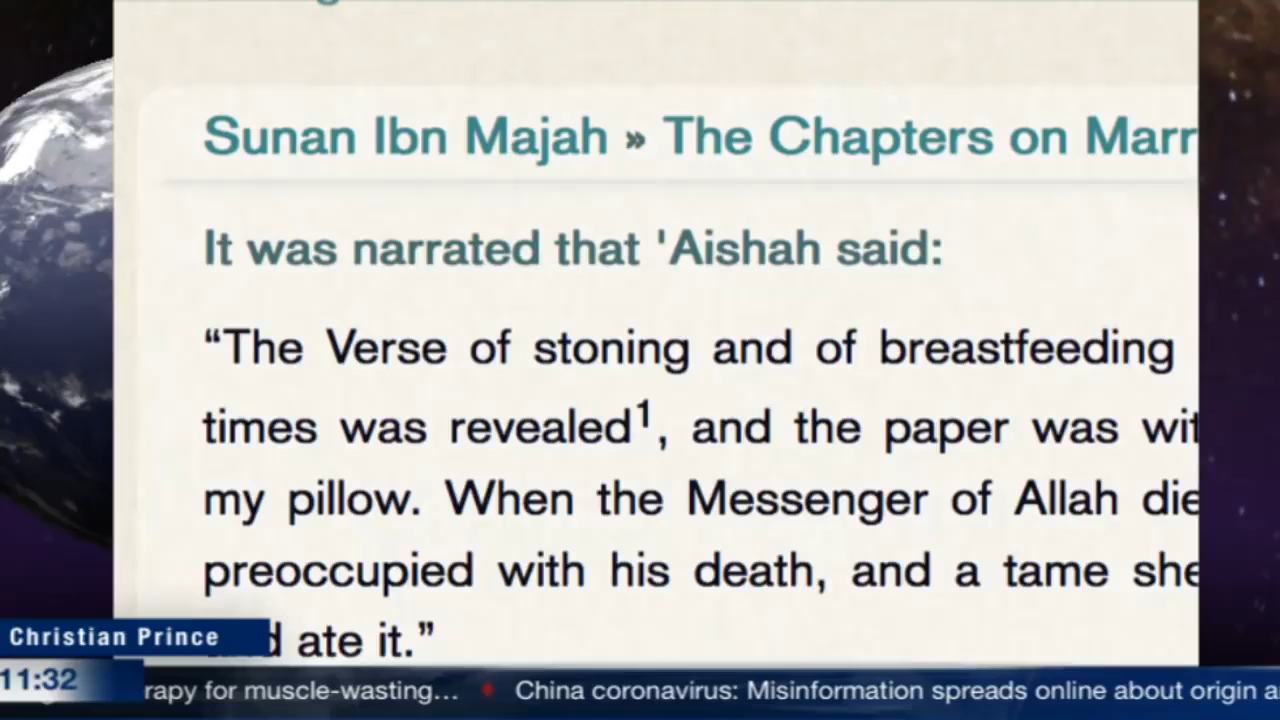 Sunan Ibn Majah » The Chapters on Marr
It was narrated that 'Aishah said:
“The Verse of stoning and of breastfeeding
times was revealed¹, and the paper was wit
my pillow. When the Messenger of Allah die
preoccupied with his death, and a tame she
ate it.”
Christian Prince
11:32
rapy for muscle-wasting... ♦ China coronavirus: Misinformation spreads online about origin a